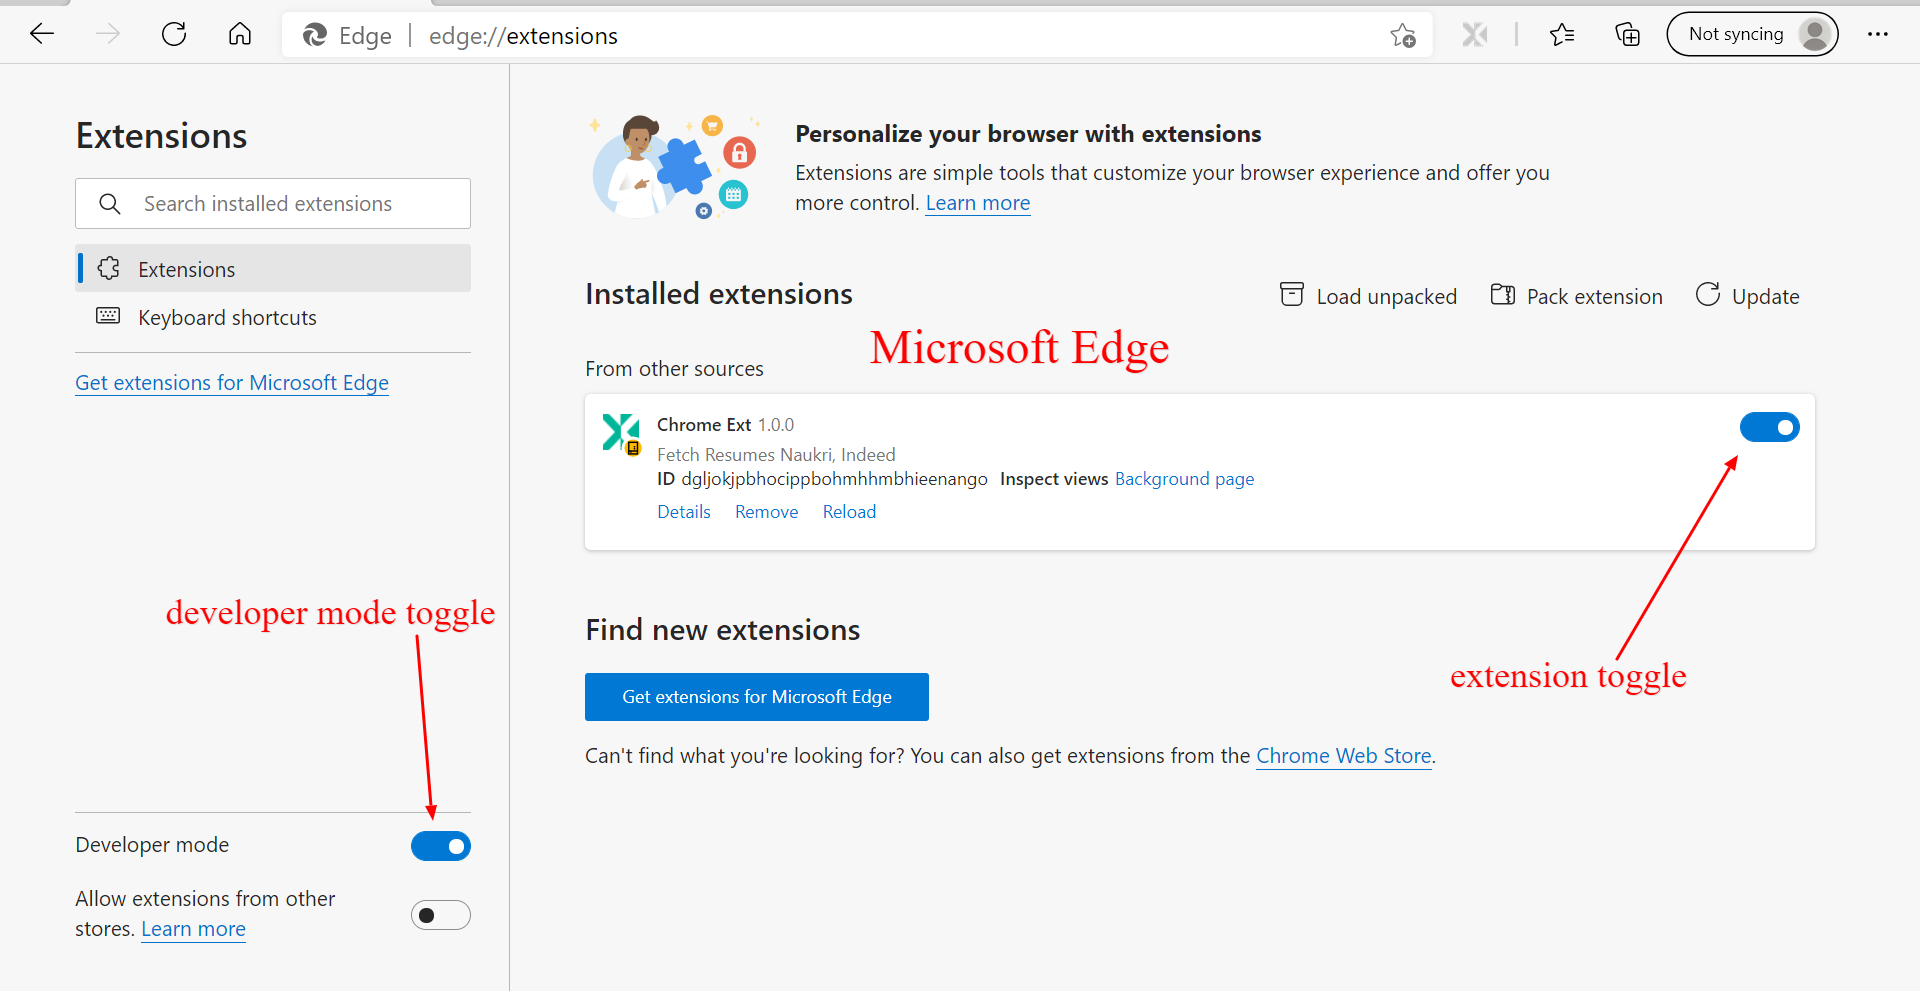 Edge | edge://extensions
Not syncing
Extensions
Search installed extensions
Extensions
Keyboard shortcuts
Get extensions for Microsoft Edge
developer mode toggle
Developer mode
Allow extensions from other
stores. Learn more
Personalize your browser with extensions
Extensions are simple tools that customize your browser experience and offer you
more control. Learn more
Installed extensions
Load unpacked
Pack extension
Update
Microsoft Edge
From other sources
Chrome Ext 1.0.0
Fetch Resumes Naukri, Indeed
ID dgljokjpbhocippbohmhhmbhieenango Inspect views Background page
Details Remove Reload
extension toggle
Find new extensions
Get extensions for Microsoft Edge
Can't find what you're looking for? You can also get extensions from the Chrome Web Store.